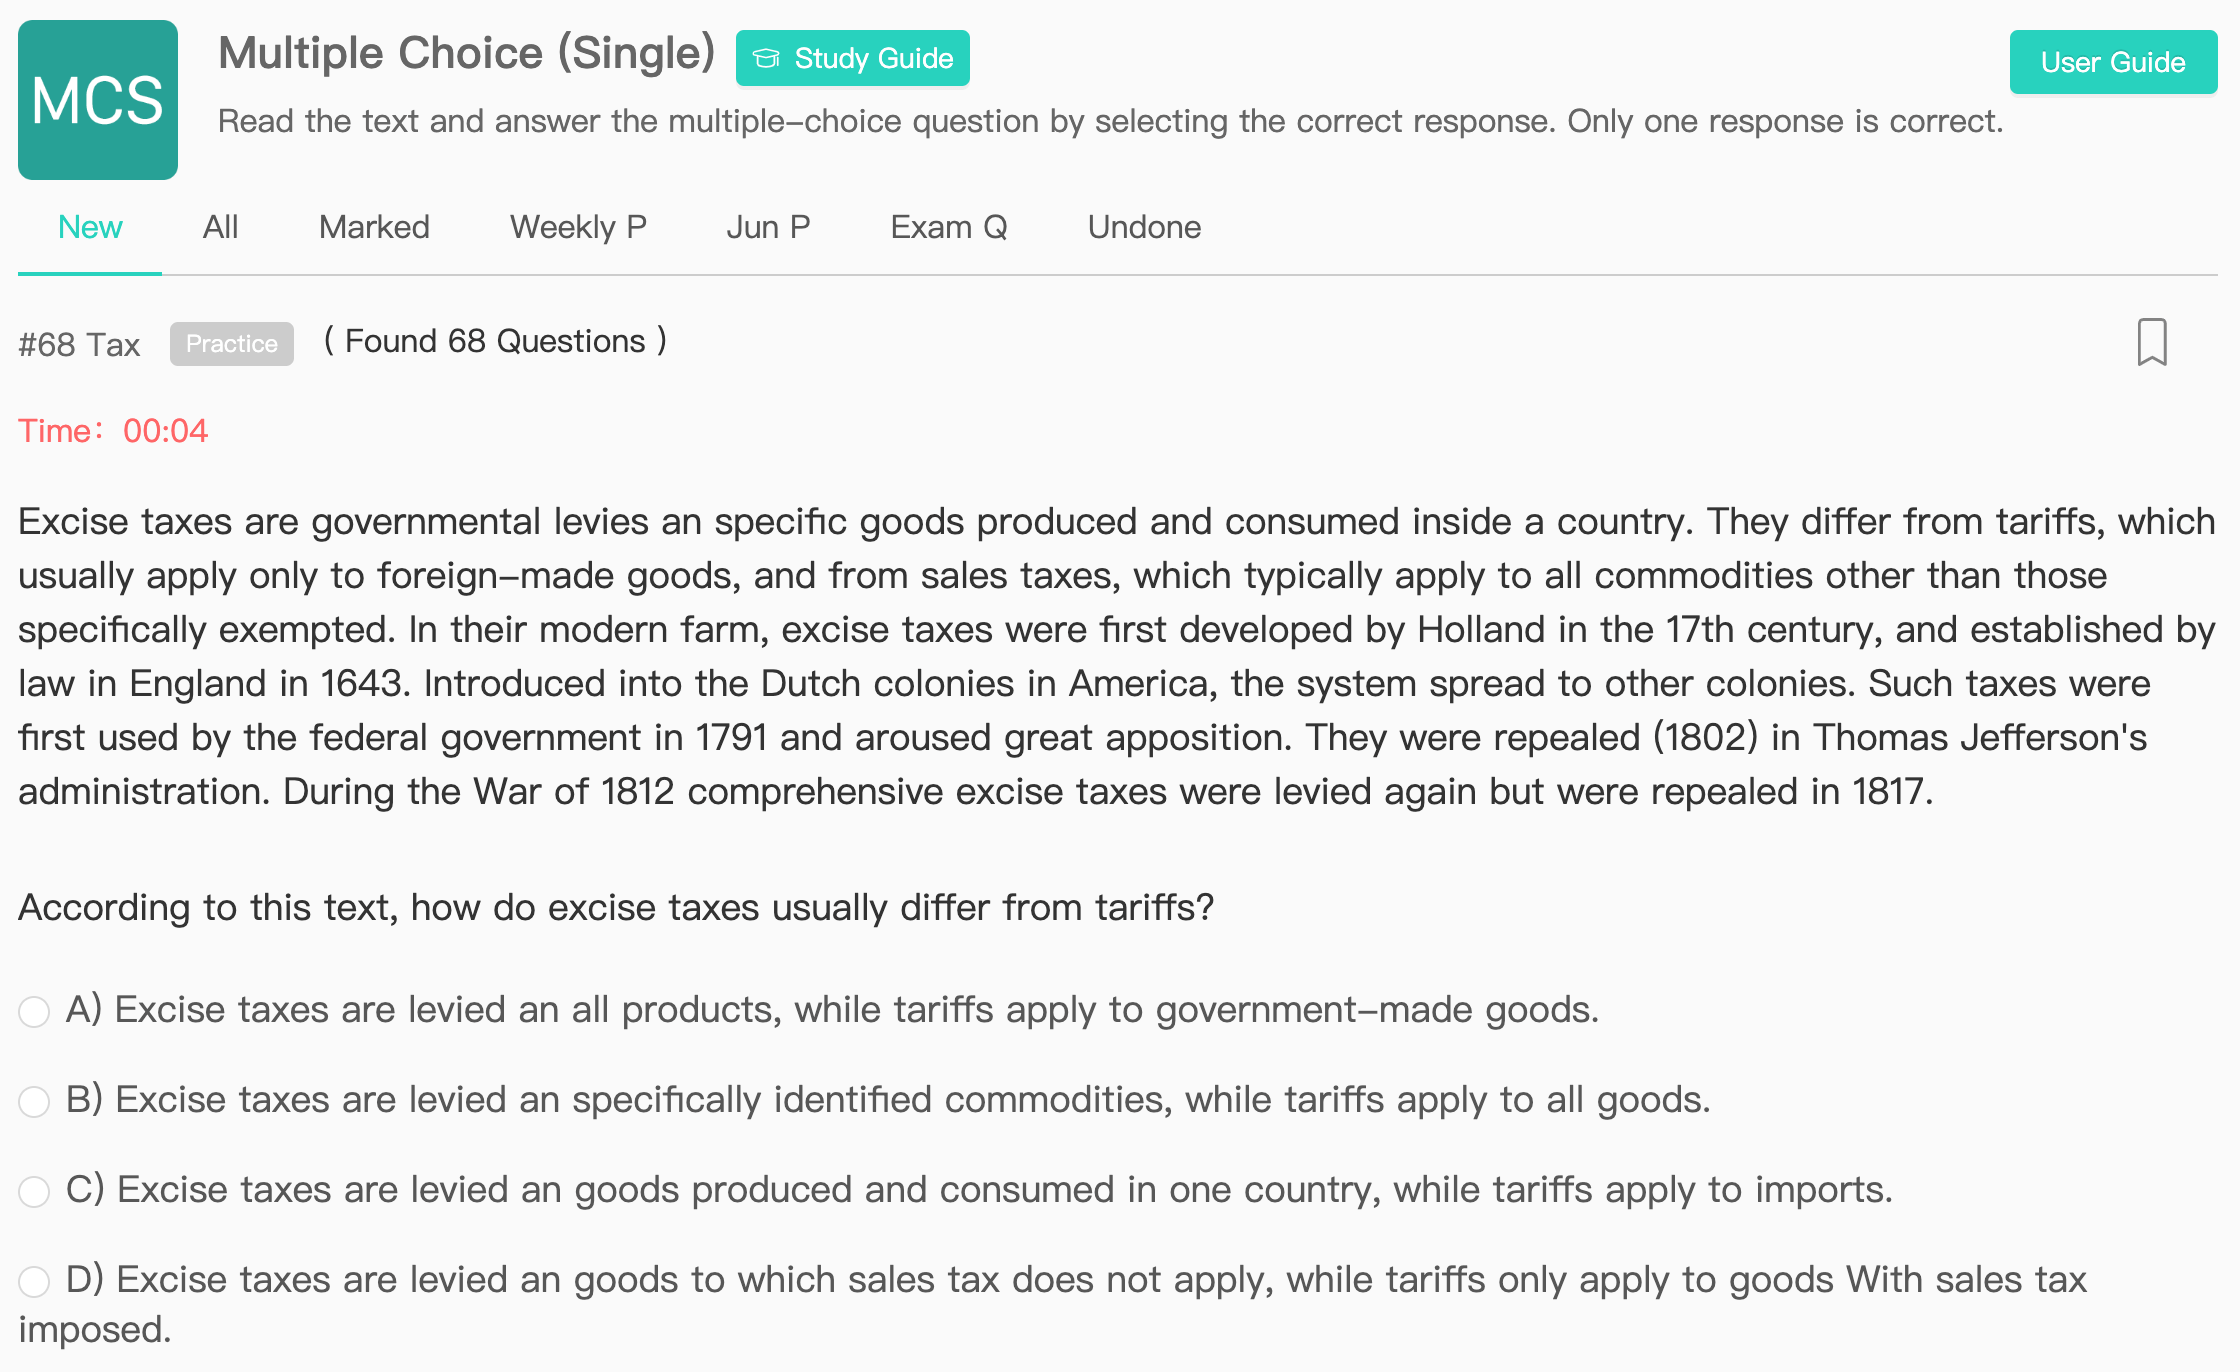 MCS
Multiple Choice (Single)
Study Guide
User Guide
Read the text and answer the multiple-choice question by selecting the correct response. Only one response is correct.
New All Marked Weekly P Jun P Exam Q Undone
#68 Tax Practice ( Found 68 Questions )
Time: 00:04
Excise taxes are governmental levies an specific goods produced and consumed inside a country. They differ from tariffs, which
usually apply only to foreign-made goods, and from sales taxes, which typically apply to all commodities other than those
specifically exempted. In their modern farm, excise taxes were first developed by Holland in the 17th century, and established by
law in England in 1643. Introduced into the Dutch colonies in America, the system spread to other colonies. Such taxes were
first used by the federal government in 1791 and aroused great apposition. They were repealed (1802) in Thomas Jefferson's
administration. During the War of 1812 comprehensive excise taxes were levied again but were repealed in 1817.
According to this text, how do excise taxes usually differ from tariffs?
A) Excise taxes are levied an all products, while tariffs apply to government-made goods.
B) Excise taxes are levied an specifically identified commodities, while tariffs apply to all goods.
C) Excise taxes are levied an goods produced and consumed in one country, while tariffs apply to imports.
D) Excise taxes are levied an goods to which sales tax does not apply, while tariffs only apply to goods With sales tax
imposed.